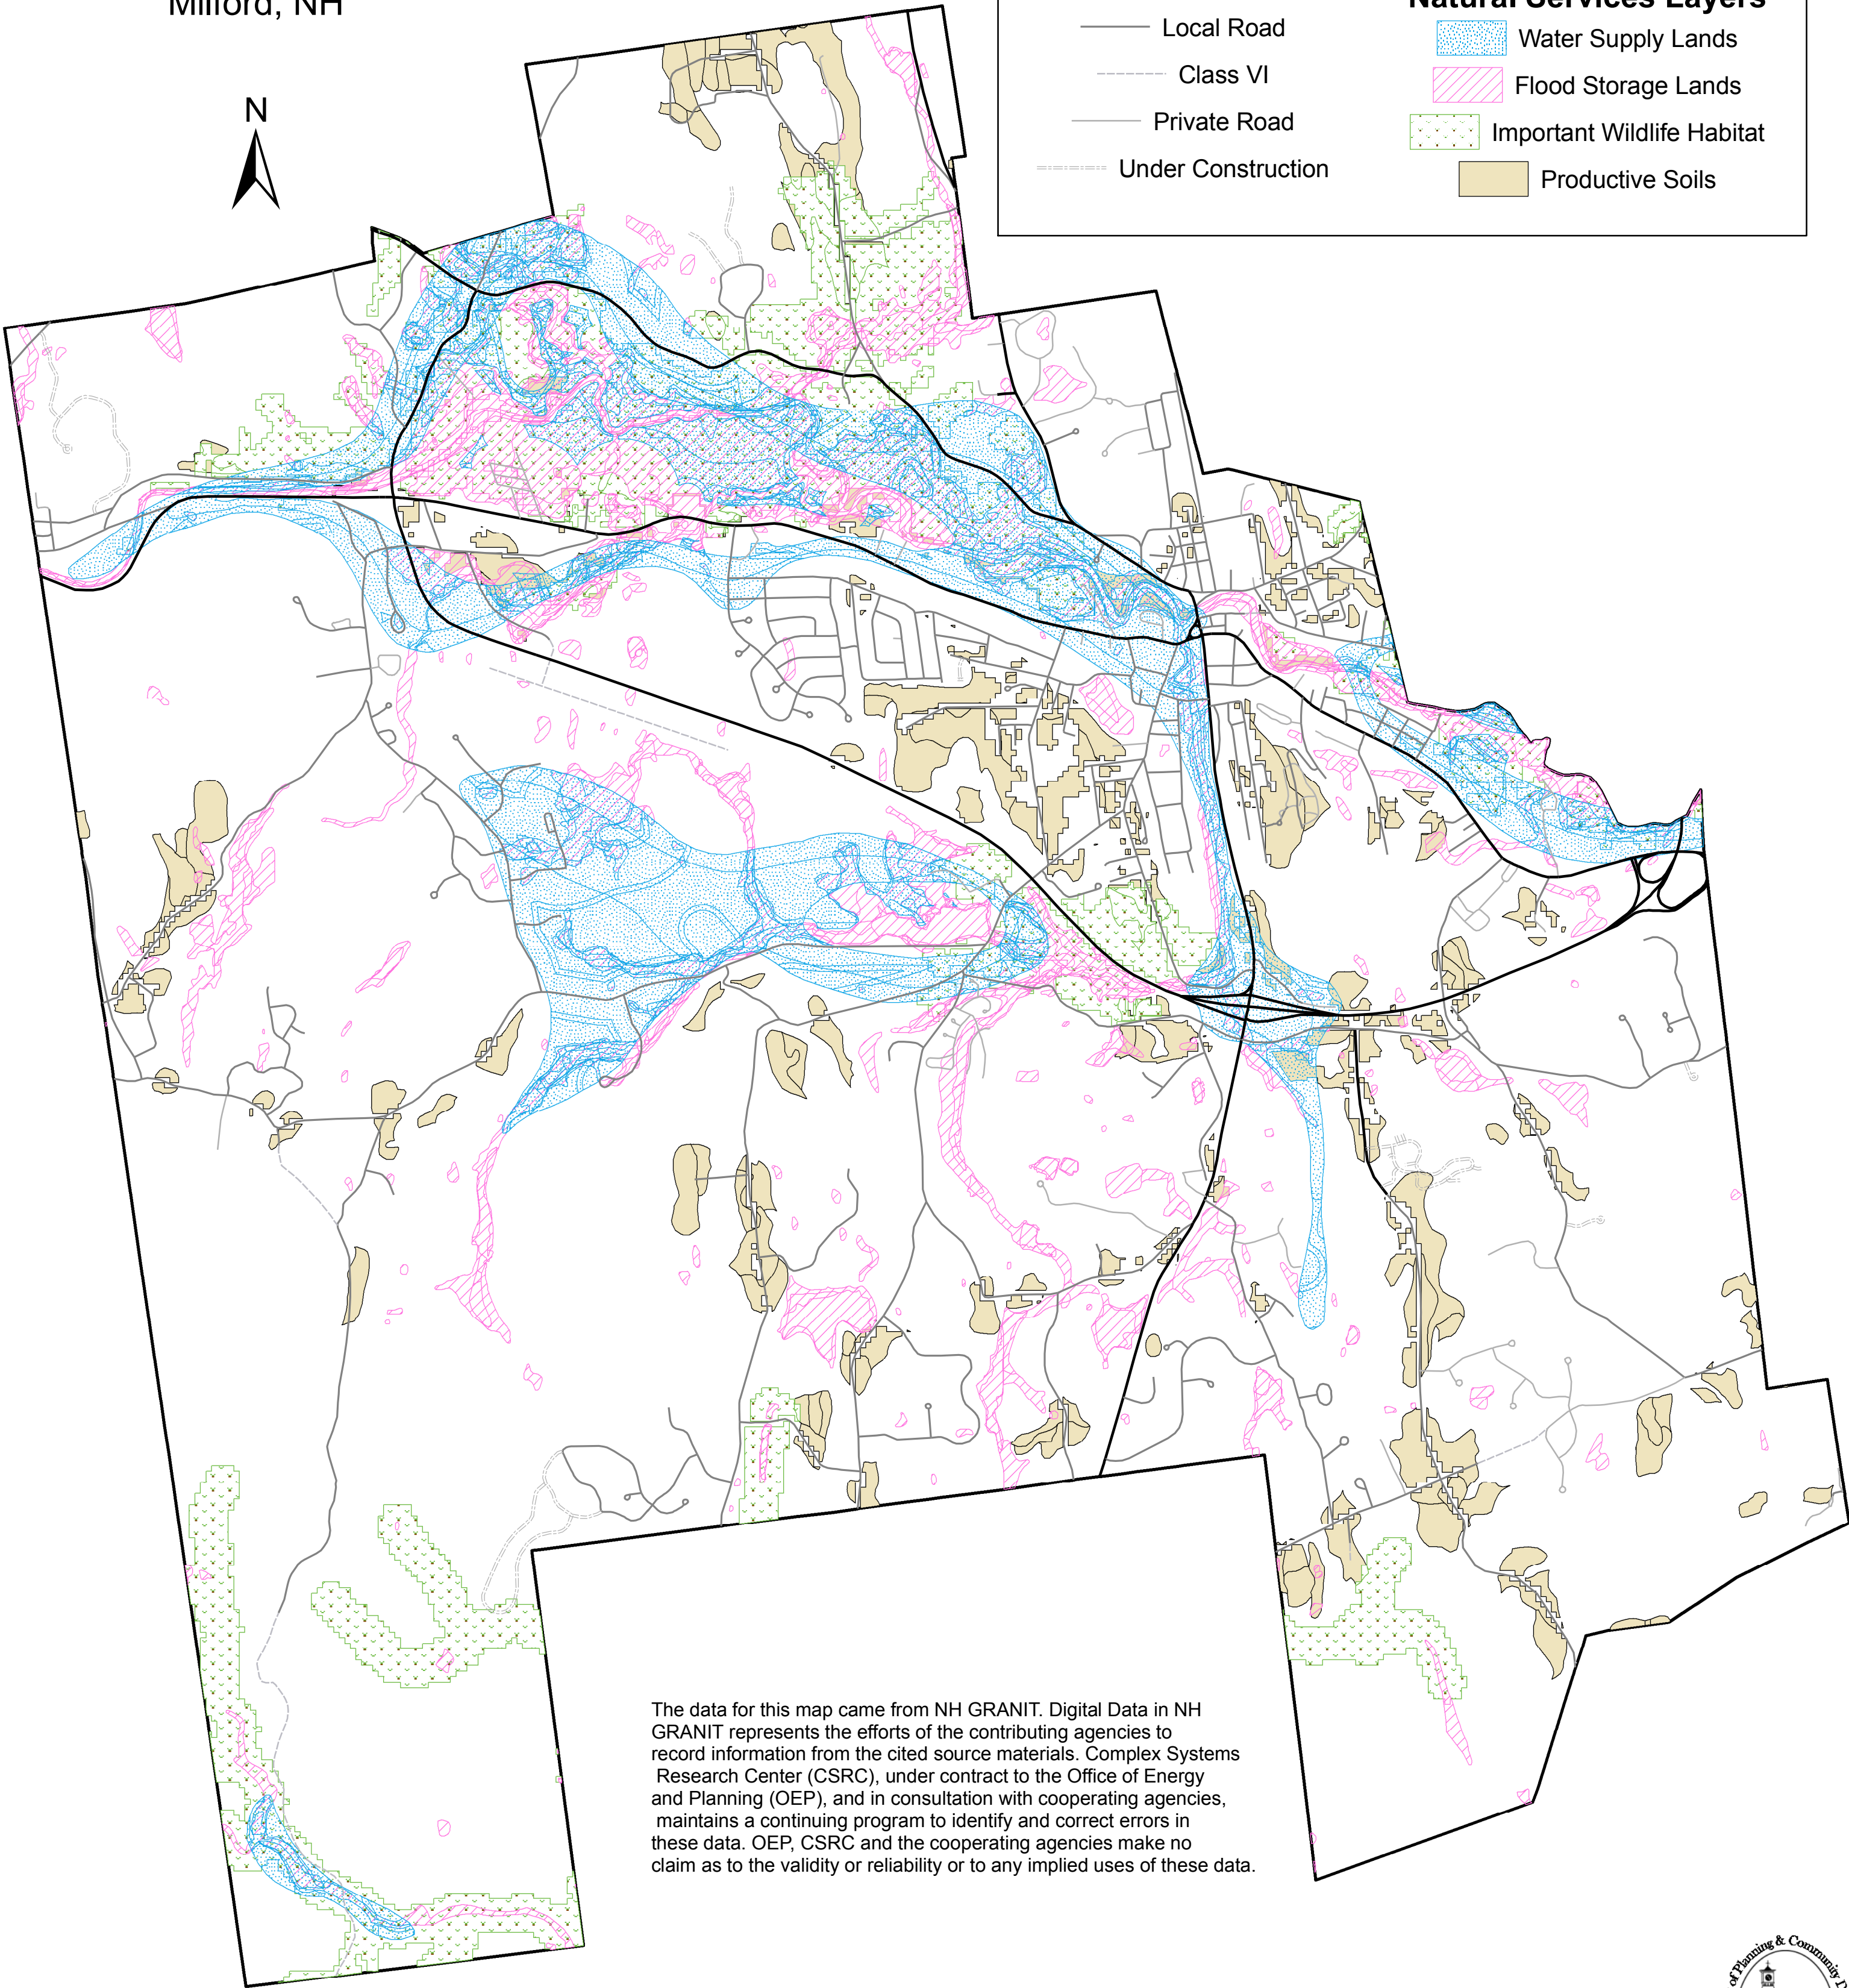 Milford, NH
N
Natural Services Layers
Local Road
Class VI
Private Road
Under Construction
Water Supply Lands
Flood Storage Lands
Important Wildlife Habitat
Productive Soils
The data for this map came from NH GRANIT. Digital Data in NH
GRANIT represents the efforts of the contributing agencies to
record information from the cited source materials. Complex Systems
Research Center (CSRC), under contract to the Office of Energy
and Planning (OEP), and in consultation with cooperating agencies,
maintains a continuing program to identify and correct errors in
these data. OEP, CSRC and the cooperating agencies make no
claim as to the validity or reliability or to any implied uses of these data.
of Planning & Community D